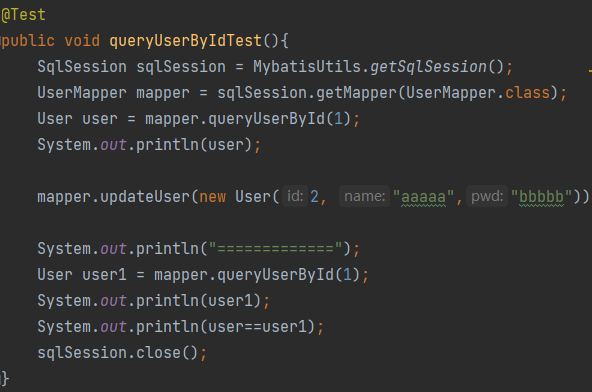 @Test
public void queryUserByIdTest(){
SqlSession sqlSession = MybatisUtils.getSqlSession();
UserMapper mapper = sqlSession.getMapper(UserMapper.class);
User user = mapper.queryUserById(1);
System.out.println(user);
mapper.updateUser(new User( id: 2, name: "aaaaa", pwd: "bbbbb"))
System.out.println("=============");
User user1 = mapper.queryUserById(1);
System.out.println(user1);
System.out.println(user==user1);
sqlSession.close();
}